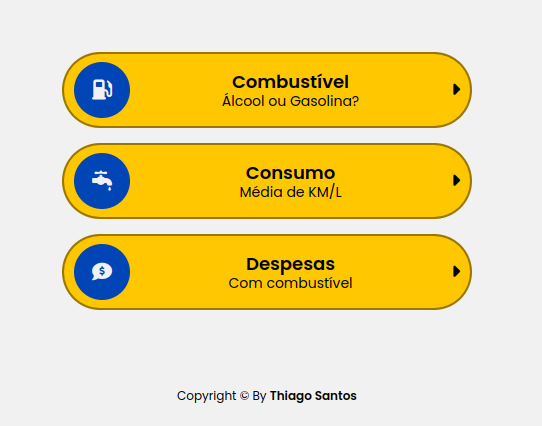 Combustível
Álcool ou Gasolina?
Consumo
Média de KM/L
$
Despesas
Com combustível
Copyright © By Thiago Santos